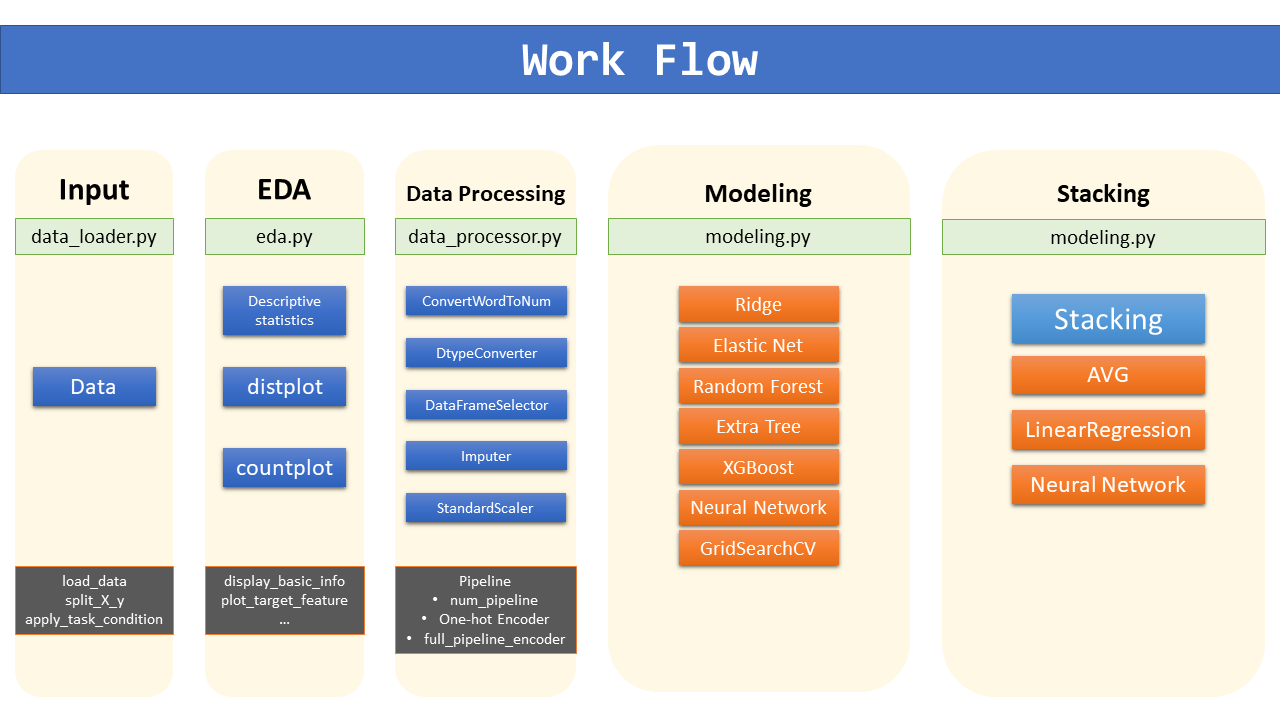 Work Flow
Input
data_loader.py
Data
load_data
split_X_y
apply_task_condition
EDA
eda.py
Descriptive
statistics
distplot
countplot
display_basic_info
plot_target_feature
...
Data Processing
data_processor.py
ConvertWordToNum
DtypeConverter
DataFrameSelector
Imputer
StandardScaler
Pipeline
• num_pipeline
• One-hot Encoder
• full_pipeline_encoder
Modeling
modeling.py
Ridge
Elastic Net
Random Forest
Extra Tree
XGBoost
Neural Network
GridSearchCV
Stacking
modeling.py
Stacking
AVG
LinearRegression
Neural Network